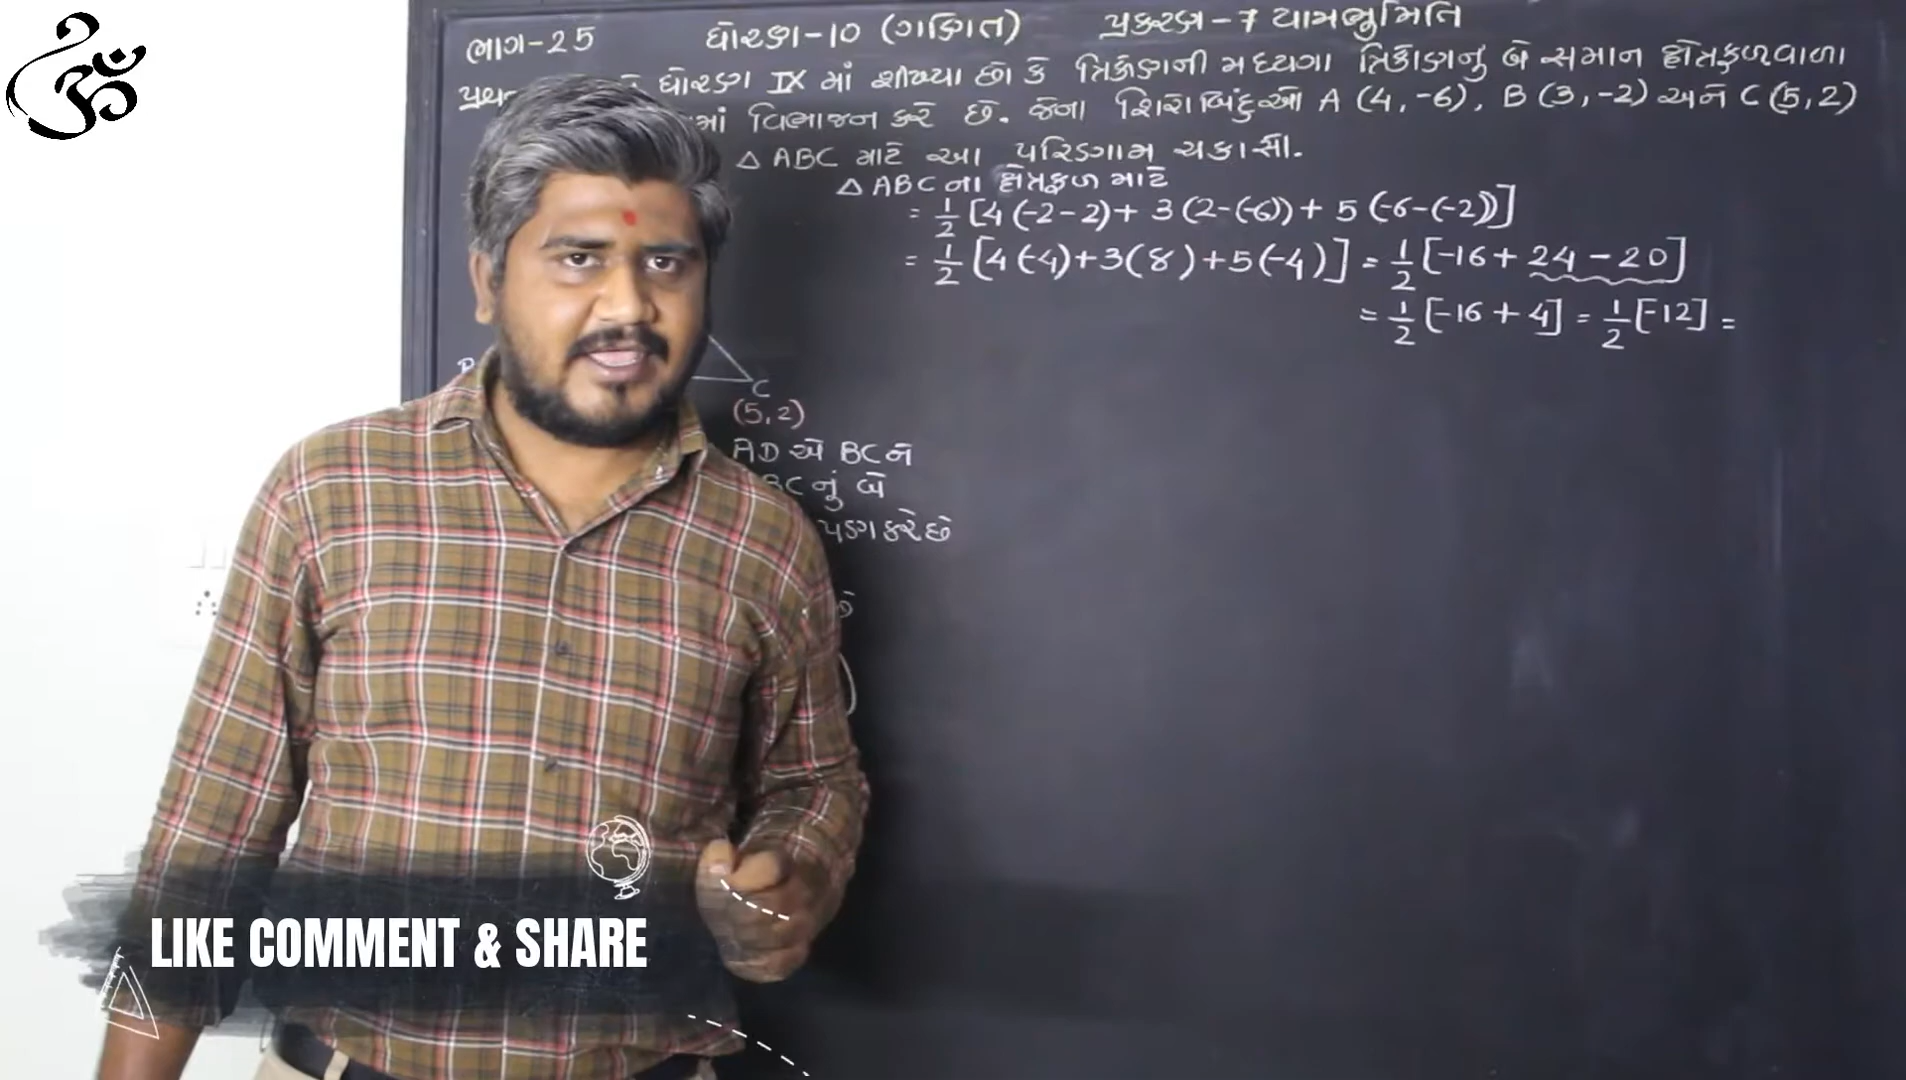 ભાગ-25 ધોરણ-10 (ગણિત) પ્રકરણ-7 યામભૂમિતિ
ધોરણ IX માં શીખ્યા છો કે ત્રિકોણની મધ્યગા ત્રિકોણનું બે સમાન ક્ષેત્રફળવાળા
માં વિભાજન કરે છે. જેના શિરોબિંદુઓ A (4, -6), B (3, -2) અને C (5, 2)
△ ABC માટે આ પરિણામ ચકાસો.
△ ABC ના ક્ષેત્રફળ માટે
= 1/2 [4 (-2 - 2) + 3 (2-(-6)) + 5 (-6-(-2))]
= 1/2 [4 (-4) + 3(8) + 5(-4)] = 1/2 [-16 + 24 - 20]
= 1/2 [-16 + 4] = 1/2 [-12] =
C
(5, 2)
AD એ BC ને
BC નું બે
કરે છે
ૐ
LIKE COMMENT & SHARE